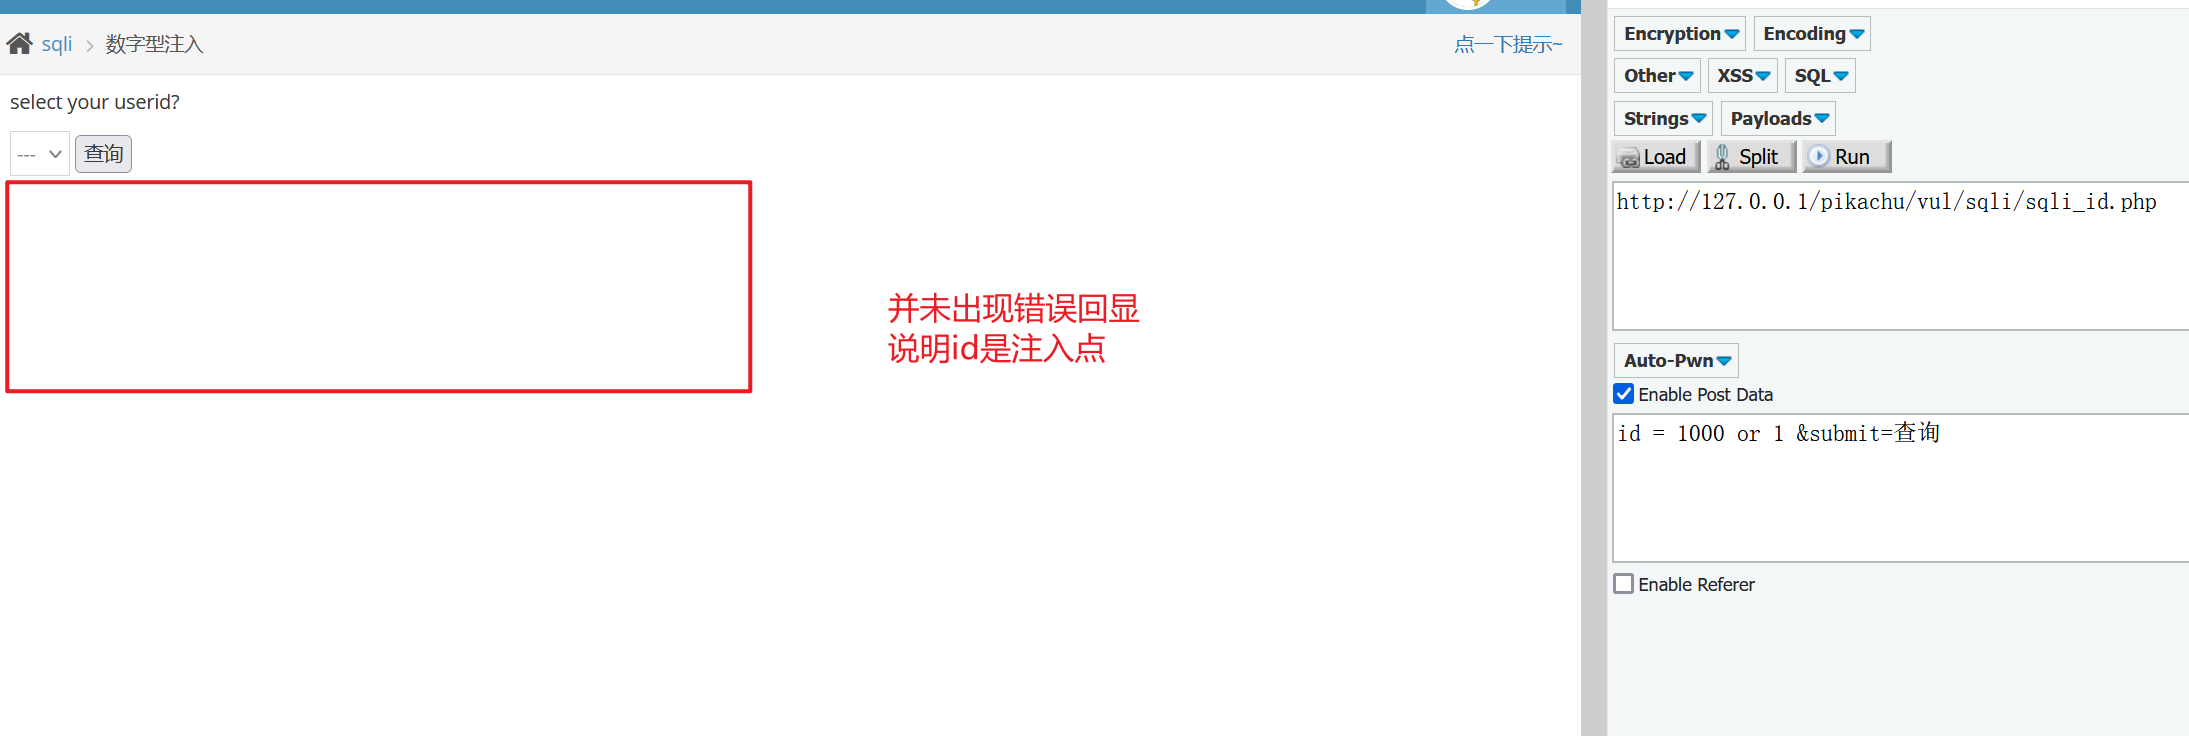 sqli > 数字型注入
点一下提示~
select your userid?
--- 查询
并未出现错误回显
说明id是注入点
Encryption Encoding
Other XSS SQL
Strings Payloads
Load Split Run
http://127.0.0.1/pikachu/vul/sqli/sqli_id.php
Auto-Pwn
Enable Post Data
id = 1000 or 1 &submit=查询
Enable Referer